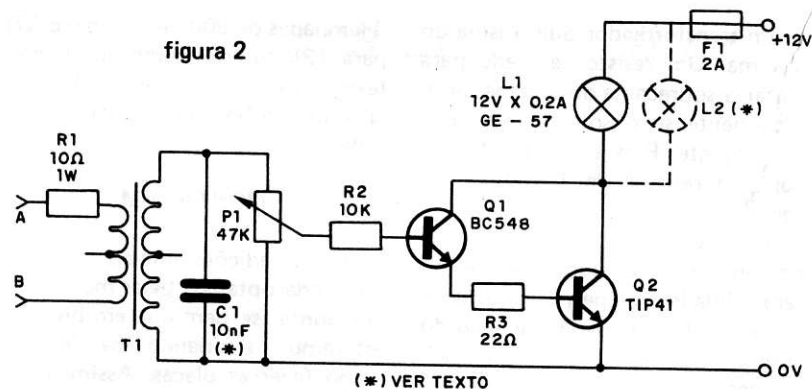 figura 2
F1
2A
+12V
L1
12V X 0,2A
GE - 57
L2 (*)
R1
10Ω
1W
A
B
T1
P1
47K
C1
10nF
(*)
R2
10K
Q1
BC548
R3
22Ω
Q2
TIP41
0V
(*) VER TEXTO